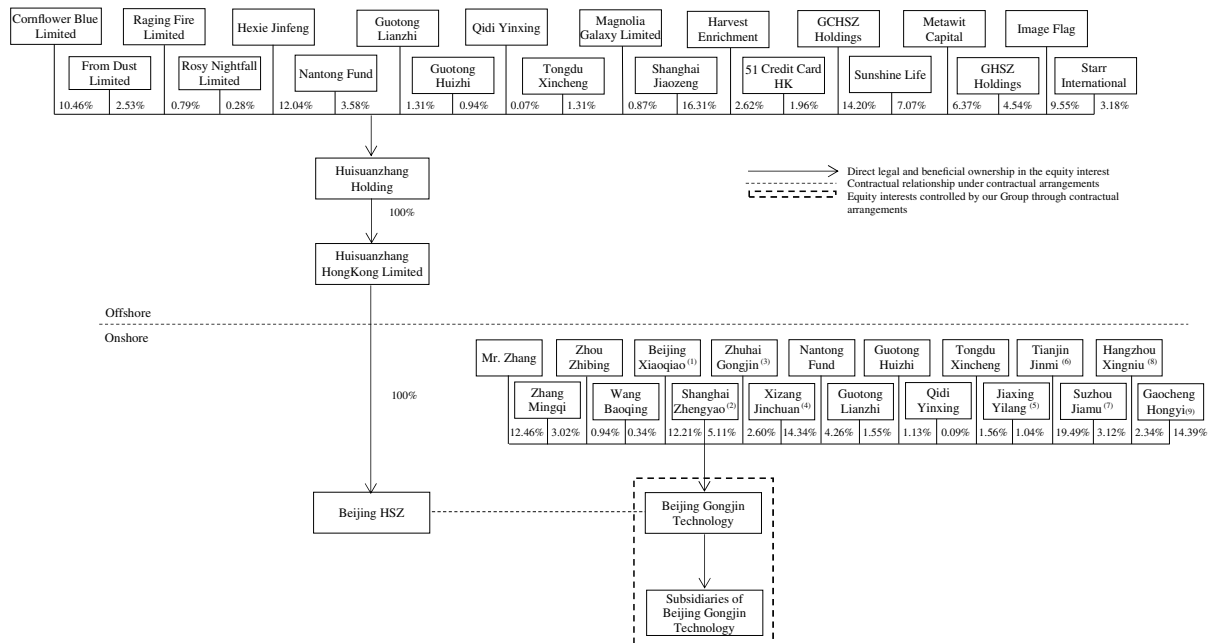 Cornflower Blue
Limited
Raging Fire
Limited
Hexie Jinfeng
Guotong
Lianzhi
Qidi Yinxing
Magnolia
Galaxy Limited
Harvest
Enrichment
GCHSZ
Holdings
Metawit
Capital
Image Flag
From Dust
Limited
Rosy Nightfall
Limited
Nantong Fund
Guotong
Huizhi
Tongdu
Xincheng
Shanghai
Jiaozeng
51 Credit Card
HK
Sunshine Life
GHSZ
Holdings
Starr
International
10.46% 2.53% 0.79% 0.28% 12.04% 3.58% 1.31% 0.94% 0.07% 1.31% 0.87% 16.31% 2.62% 1.96% 14.20% 7.07% 6.37% 4.54% 9.55% 3.18%
Huisuanzhang
Holding
Direct legal and beneficial ownership in the equity interest
Contractual relationship under contractual arrangements
Equity interests controlled by our Group through contractual
arrangements
100%
Huisuanzhang
HongKong Limited
Offshore
Onshore
Mr. Zhang
Zhou
Zhibing
Beijing
Xiaoqiao (1)
Zhuhai
Gongjin (3)
Nantong
Fund
Guotong
Huizhi
Tongdu
Xincheng
Tianjin
Jinmi (6)
Hangzhou
Xingniu (8)
100%
Zhang
Mingqi
Wang
Baoqing
Shanghai
Zhengyao (2)
Xizang
Jinchuan (4)
Guotong
Lianzhi
Qidi
Yinxing
Jiaxing
Yilang (5)
Suzhou
Jiamu (7)
Gaocheng
Hongyi (9)
12.46% 3.02% 0.94% 0.34% 12.21% 5.11% 2.60% 14.34% 4.26% 1.55% 1.13% 0.09% 1.56% 1.04% 19.49% 3.12% 2.34% 14.39%
Beijing HSZ
Beijing Gongjin
Technology
Subsidiaries of
Beijing Gongjin
Technology